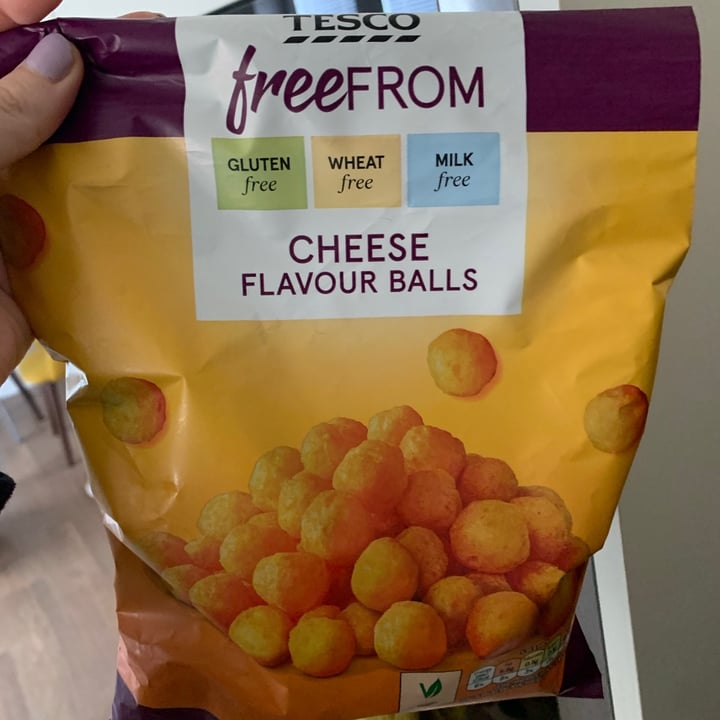 TESCO
freeFROM
GLUTEN
free
WHEAT
free
MILK
free
CHEESE
FLAVOUR BALLS